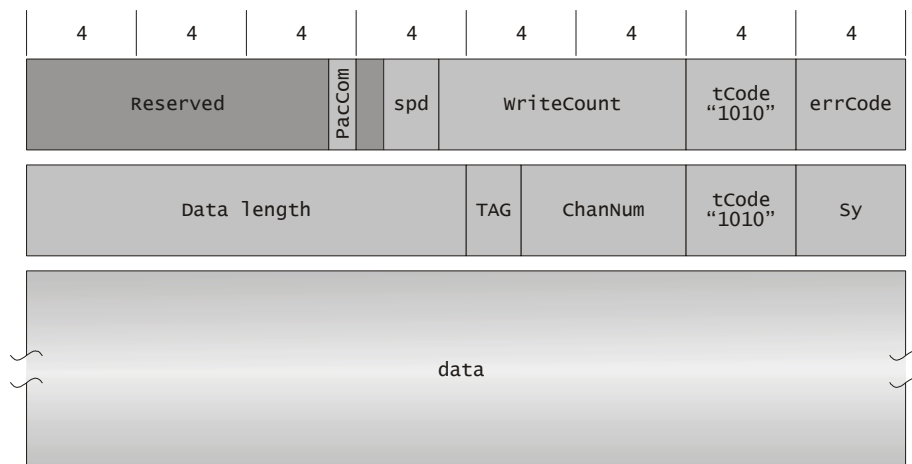 4 4 4 4 4 4 4 4
Reserved PacCom spd WriteCount tCode errCode
“1010”
Data length TAG ChanNum tCode Sy
“1010”
data